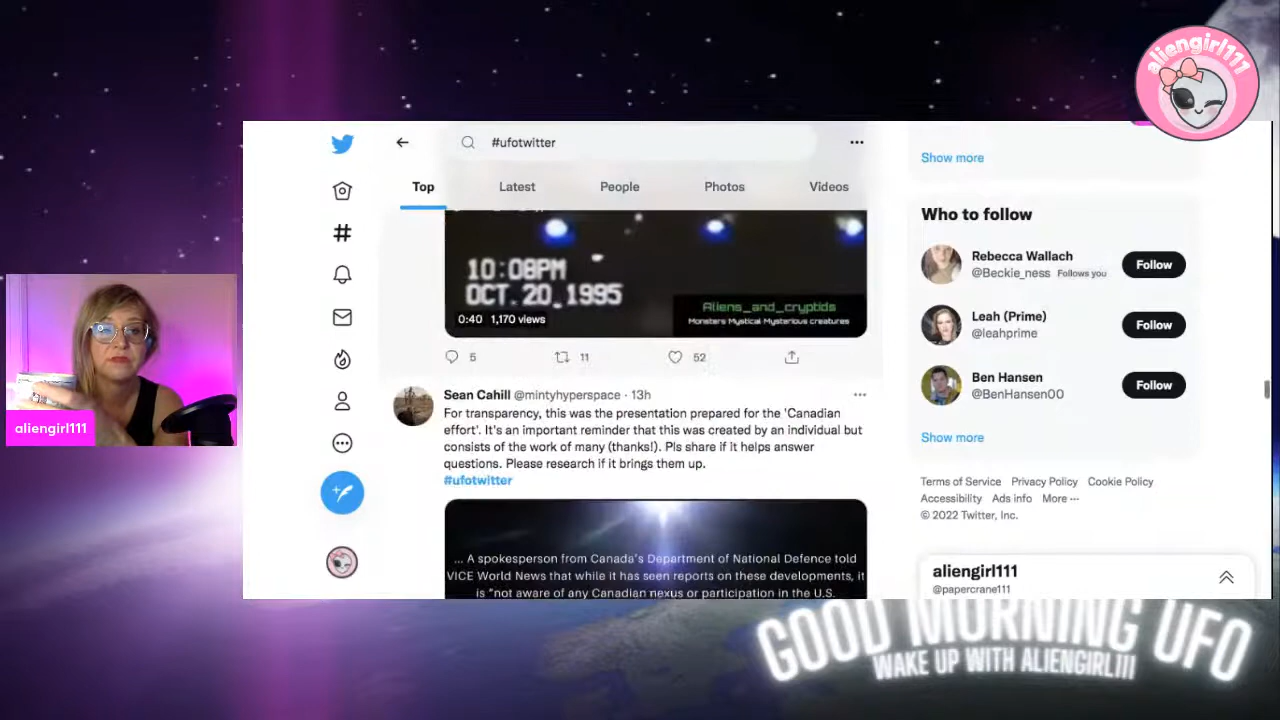 aliengirl111
#ufotwitter
Top
Latest
People
Photos
Videos
10:08PM
OCT.20.1995
Aliens_and_cryptids
Monsters Mystical Mysterious creatures
0:40 1,170 views
5
11
52
Sean Cahill @mintyhyperspace · 13h
For transparency, this was the presentation prepared for the 'Canadian
effort'. It's an important reminder that this was created by an individual but
consists of the work of many (thanks!). Pls share if it helps answer
questions. Please research if it brings them up.
#ufotwitter
... A spokesperson from Canada's Department of National Defence told
VICE World News that while it has seen reports on these developments, it
is "not aware of any Canadian nexus or participation in the U.S.
Show more
Who to follow
Rebecca Wallach
@Beckie_ness Follows you
Follow
Leah (Prime)
@leahprime
Follow
Ben Hansen
@BenHansen00
Follow
Show more
Terms of Service Privacy Policy Cookie Policy
Accessibility Ads info More ···
© 2022 Twitter, Inc.
aliengirl111
@papercrane111
aliengirl111
GOOD MORNING UFO
WAKE UP WITH ALIENGIRL111